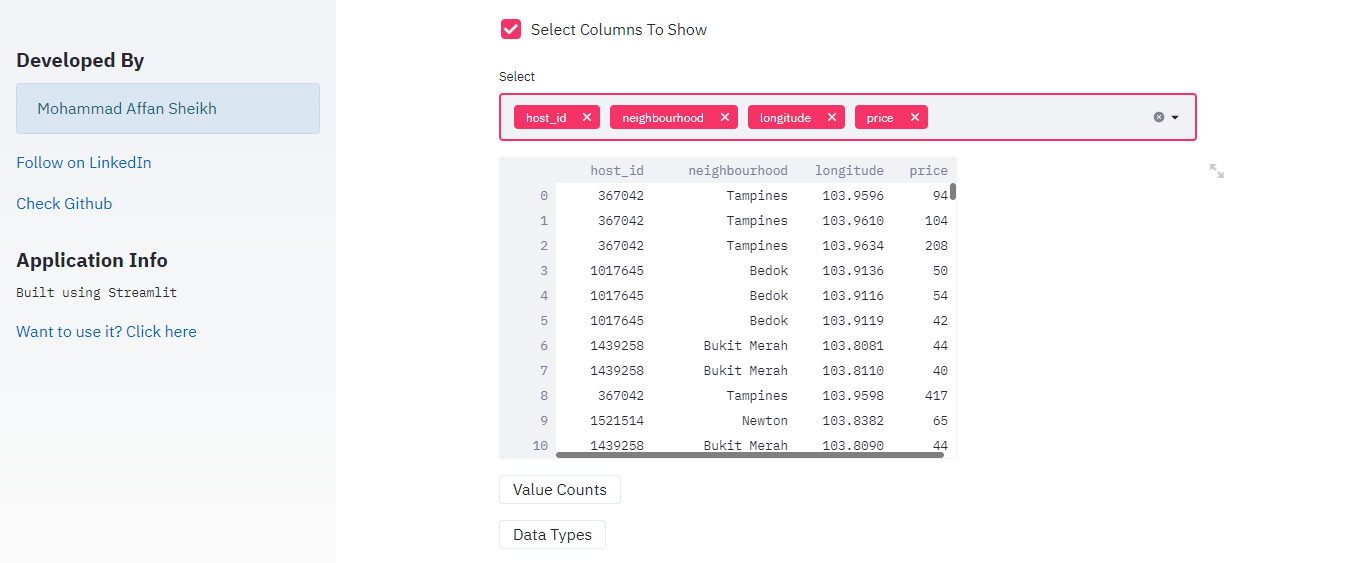 Developed By
Mohammad Affan Sheikh
Follow on LinkedIn
Check Github
Application Info
Built using Streamlit
Want to use it? Click here
Select Columns To Show
Select
host_id neighbourhood longitude price
host_id neighbourhood longitude price
0 367042 Tampines 103.9596 94
1 367042 Tampines 103.9610 104
2 367042 Tampines 103.9634 208
3 1017645 Bedok 103.9136 50
4 1017645 Bedok 103.9116 54
5 1017645 Bedok 103.9119 42
6 1439258 Bukit Merah 103.8081 44
7 1439258 Bukit Merah 103.8110 40
8 367042 Tampines 103.9598 417
9 1521514 Newton 103.8382 65
10 1439258 Bukit Merah 103.8090 44
Value Counts
Data Types